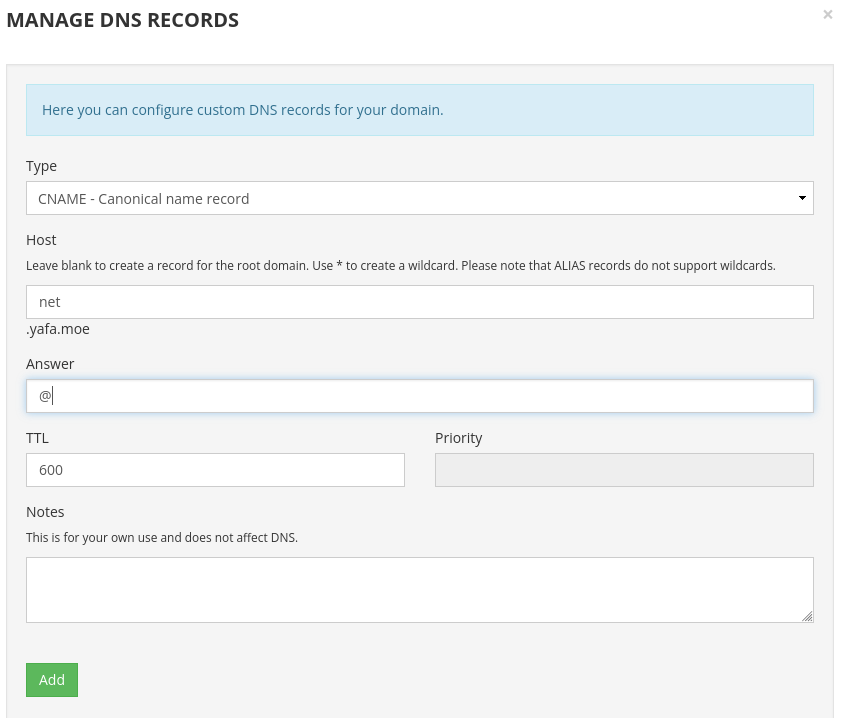 MANAGE DNS RECORDS
×
Here you can configure custom DNS records for your domain.
Type
CNAME - Canonical name record
Host
Leave blank to create a record for the root domain. Use * to create a wildcard. Please note that ALIAS records do not support wildcards.
net
.yafa.moe
Answer
@
TTL Priority
600
Notes
This is for your own use and does not affect DNS.
Add